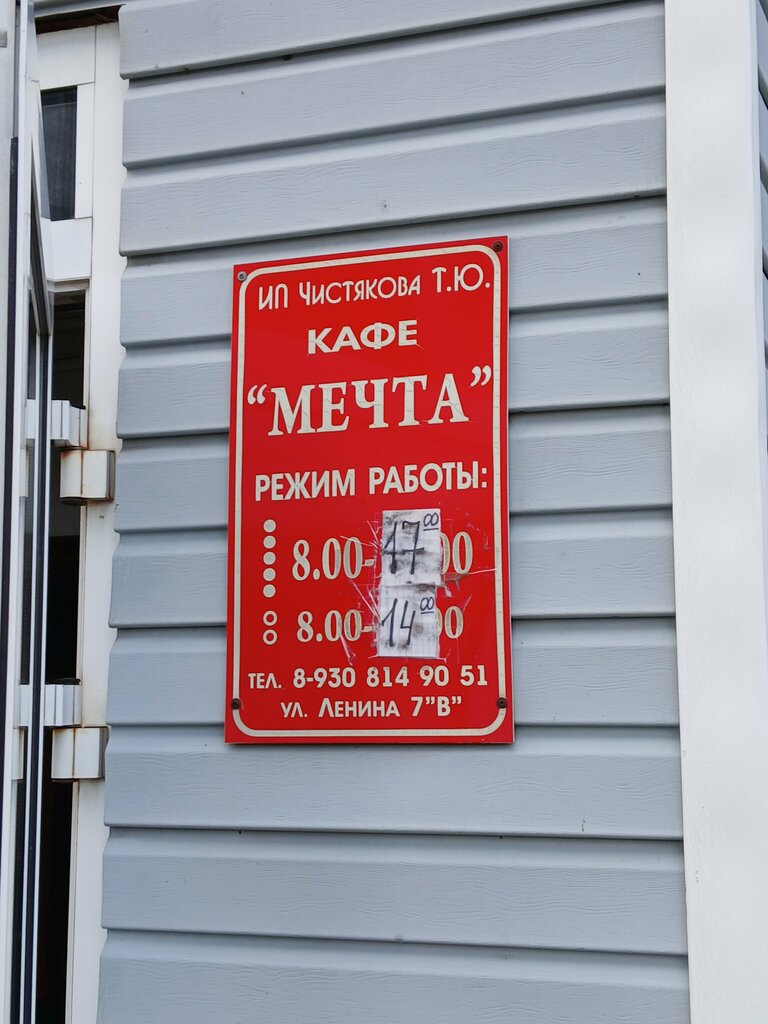 ИП Чистякова Т.Ю.
КАФЕ
“МЕЧТА”
РЕЖИМ РАБОТЫ:
8.00-17 00
8.00-14 00
ТЕЛ. 8-930 814 90 51
УЛ. ЛЕНИНА 7”В”